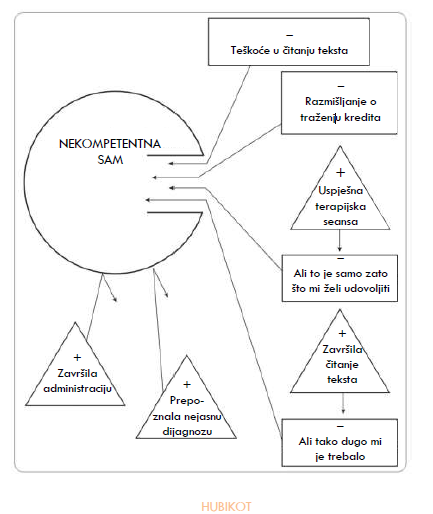 –
Teškoće u čitanju teksta
–
Razmišljanje o
traženju kredita
NEKOMPETENTNA
SAM
+
Uspješna
terapijska
seansa
–
Ali to je samo zato
što mi želi udovoljiti
+
Završila
čitanje
teksta
+
Završila
administraciju
+
Prepo-
znala nejasnu
dijagnozu
–
Ali tako dugo mi
je trebalo
HUBIKOT